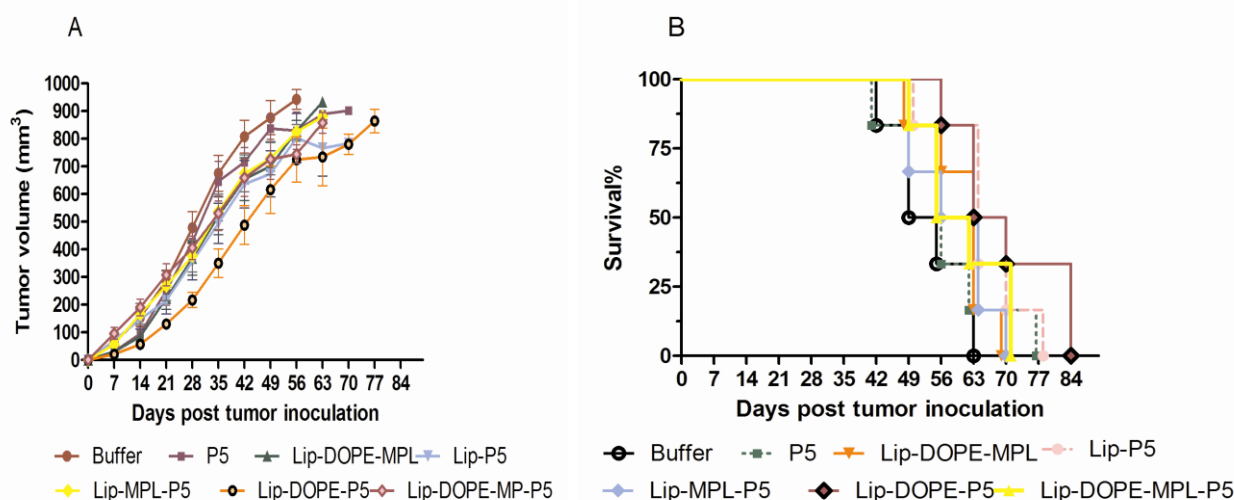 A
Tumor volume (mm3)
1000
900
800
700
600
500
400
300
200
100
0
0 7 14 21 28 35 42 49 56 63 70 77 84
Days post tumor inoculation
Buffer P5 Lip-DOPE-MPL Lip-P5
Lip-MPL-P5 Lip-DOPE-P5 Lip-DOPE-MP-P5
B
Survival%
100
75
50
25
0
0 7 14 21 28 35 42 49 56 63 70 77 84
Days post tumor inoculation
Buffer P5 Lip-DOPE-MPL Lip-P5
Lip-MPL-P5 Lip-DOPE-P5 Lip-DOPE-MPL-P5